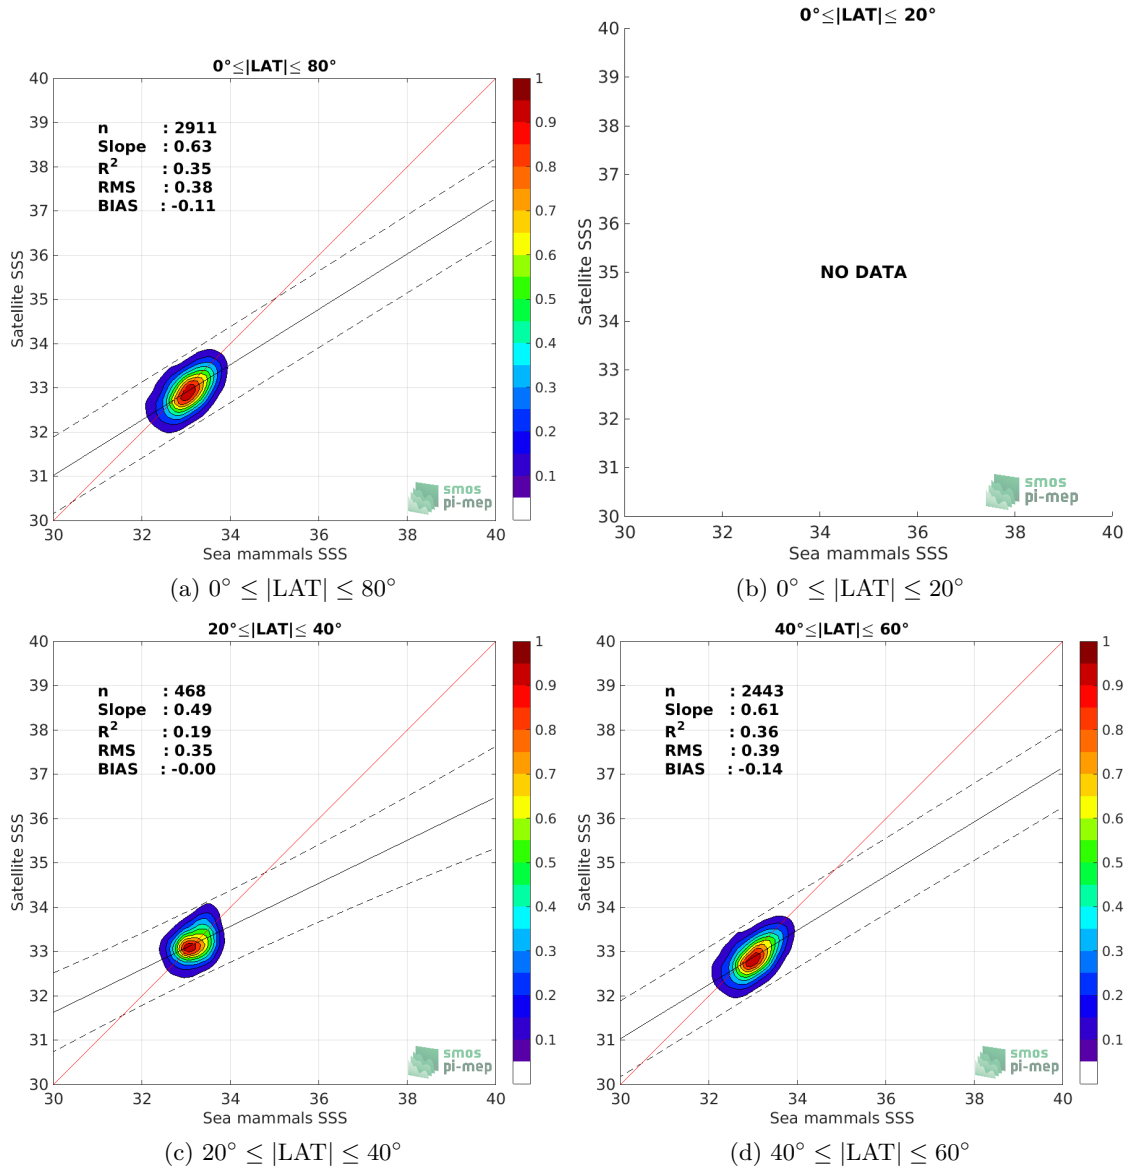 0°≤|LAT|≤ 80°
40
39
38
37
36
35
34
33
32
31
30
Satellite SSS
n : 2911
Slope : 0.63
R² : 0.35
RMS : 0.38
BIAS : -0.11
smos
pi-mep
30 32 34 36 38 40
Sea mammals SSS
1
0.9
0.8
0.7
0.6
0.5
0.4
0.3
0.2
0.1
(a) 0° ≤ |LAT| ≤ 80°
0°≤|LAT|≤ 20°
40
39
38
37
36
35
34
33
32
31
30
Satellite SSS
NO DATA
smos
pi-mep
30 32 34 36 38 40
Sea mammals SSS
(b) 0° ≤ |LAT| ≤ 20°
20°≤|LAT|≤ 40°
40
39
38
37
36
35
34
33
32
31
30
Satellite SSS
n : 468
Slope : 0.49
R² : 0.19
RMS : 0.35
BIAS : -0.00
smos
pi-mep
30 32 34 36 38 40
Sea mammals SSS
1
0.9
0.8
0.7
0.6
0.5
0.4
0.3
0.2
0.1
(c) 20° ≤ |LAT| ≤ 40°
40°≤|LAT|≤ 60°
40
39
38
37
36
35
34
33
32
31
30
Satellite SSS
n : 2443
Slope : 0.61
R² : 0.36
RMS : 0.39
BIAS : -0.14
smos
pi-mep
30 32 34 36 38 40
Sea mammals SSS
1
0.9
0.8
0.7
0.6
0.5
0.4
0.3
0.2
0.1
(d) 40° ≤ |LAT| ≤ 60°